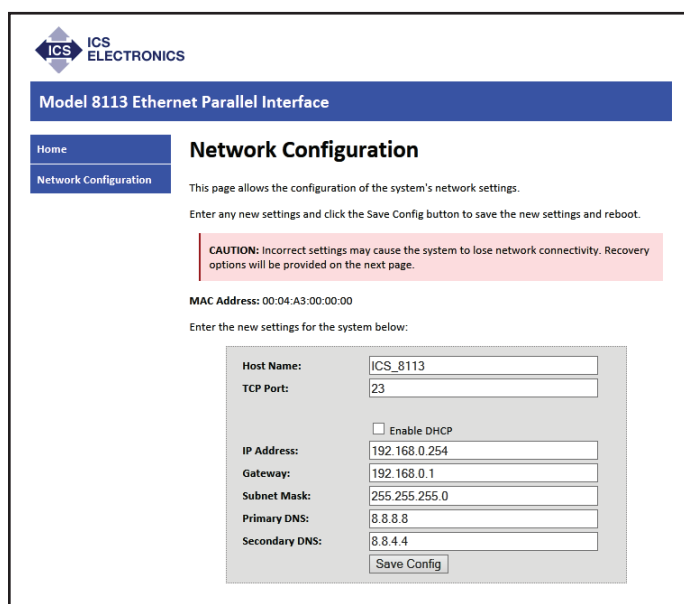 ICS
ICS
ELECTRONICS
Model 8113 Ethernet Parallel Interface
Home
Network Configuration
Network Configuration
This page allows the configuration of the system's network settings.
Enter any new settings and click the Save Config button to save the new settings and reboot.
CAUTION: Incorrect settings may cause the system to lose network connectivity. Recovery
options will be provided on the next page.
MAC Address: 00:04:A3:00:00:00
Enter the new settings for the system below:
Host Name: ICS_8113
TCP Port: 23
Enable DHCP
IP Address: 192.168.0.254
Gateway: 192.168.0.1
Subnet Mask: 255.255.255.0
Primary DNS: 8.8.8.8
Secondary DNS: 8.8.4.4
Save Config